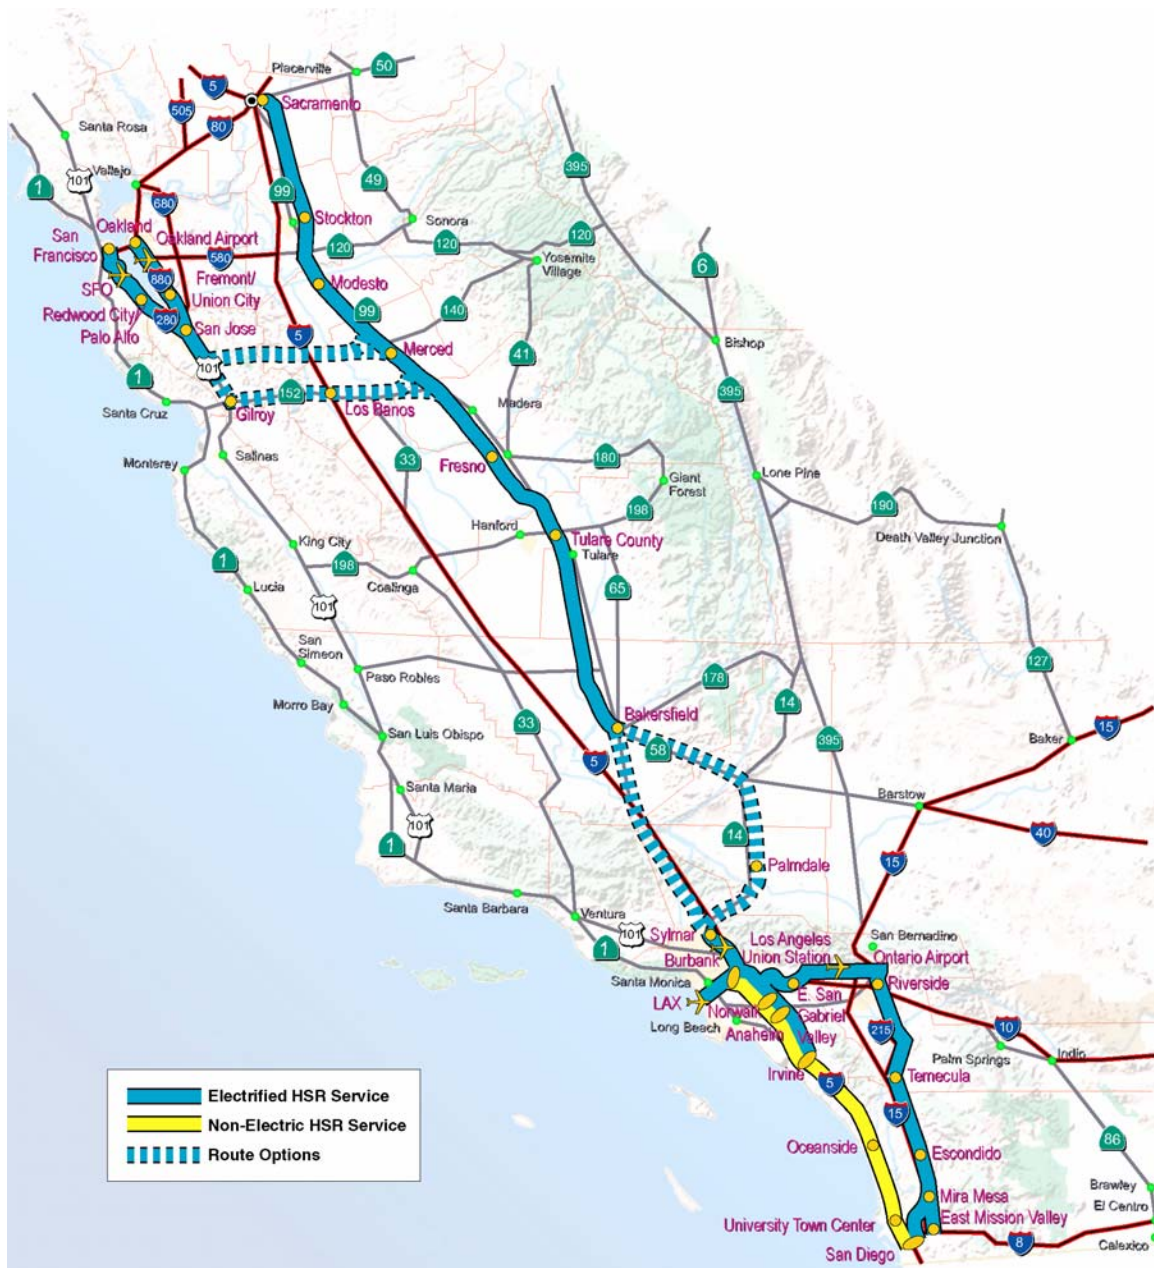 Placerville
50
5
505
Sacramento
80
Santa Rosa
Vallejo
101
1
99
49
680
Stockton
Sonora
San
Francisco
Oakland
Oakland Airport
580
120
120
120
395
Yosemite
Village
6
SFO
880
Fremont/
Union City
Modesto
Redwood City/
Palo Alto
280
San Jose
99
140
5
Merced
41
Bishop
101
1
152
Los Banos
Madera
395
Santa Cruz
Gilroy
Salinas
Monterey
33
Fresno
180
Giant
Forest
Lone Pine
198
190
Hanford
Tulare County
Tulare
Death Valley Junction
King City
198
Coalinga
1
Lucia
101
65
San
Simeon
Paso Robles
178
127
14
Morro Bay
33
Bakersfield
San Luis Obispo
58
395
15
Baker
5
Santa Maria
Barstow
101
1
14
40
15
Palmdale
Santa Barbara
Ventura
101
1
Sylmar
Burbank
Los Angeles
Union Station
San Bernadino
Ontario Airport
Santa Monica
LAX
Riverside
E. San
Gabriel
Valley
Norwalk
Long Beach
Anaheim
215
10
Palm Springs
Indio
Irvine
5
Temecula
15
86
Electrified HSR Service
Non-Electric HSR Service
Route Options
Oceanside
Escondido
Brawley
Mira Mesa
El Centro
University Town Center
East Mission Valley
San Diego
8
Calexico